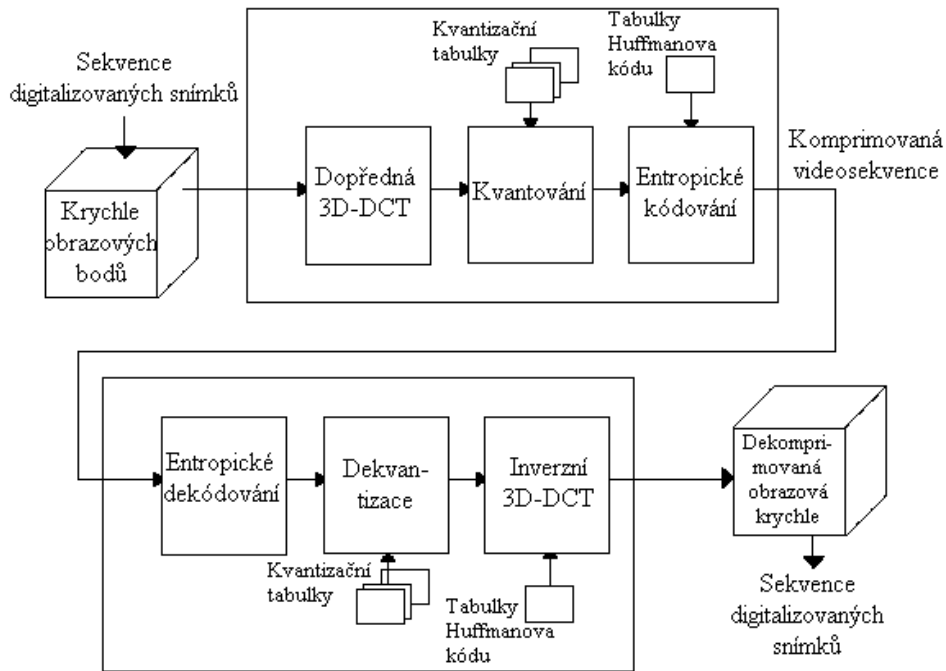 Sekvence
digitalizovaných snímků
Krychle
obrazových
bodů
Kvantizační
tabulky
Tabulky
Huffmanova
kódu
Dopředná
3D-DCT
Kvantování
Entropické
kódování
Komprimovaná
videosekvence
Entropické
dekódování
Dekvan-
tizace
Inverzní
3D-DCT
Kvantizační
tabulky
Tabulky
Huffmanova
kódu
Dekompri-
movaná
obrazová
krychle
Sekvence
digitalizovaných
snímků